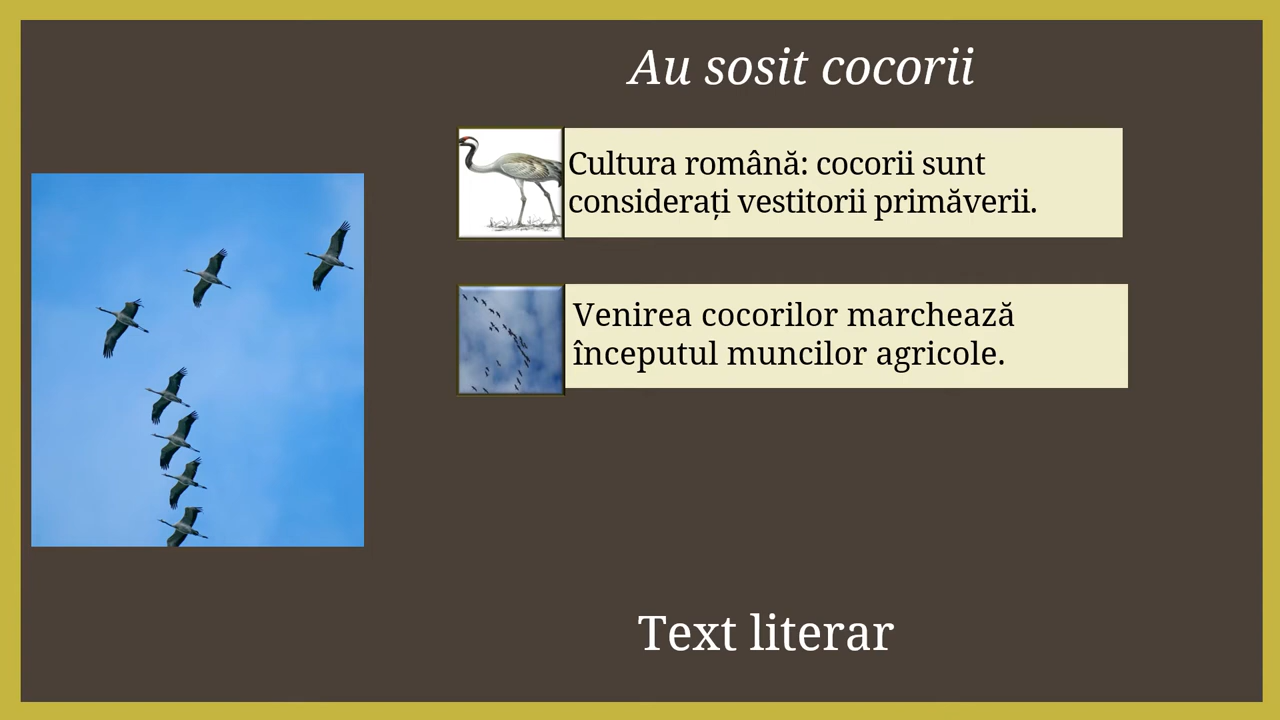 Au sosit cocorii
Cultura română: cocorii sunt
considerați vestitorii primăverii.
Venirea cocorilor marchează
începutul muncilor agricole.
Text literar